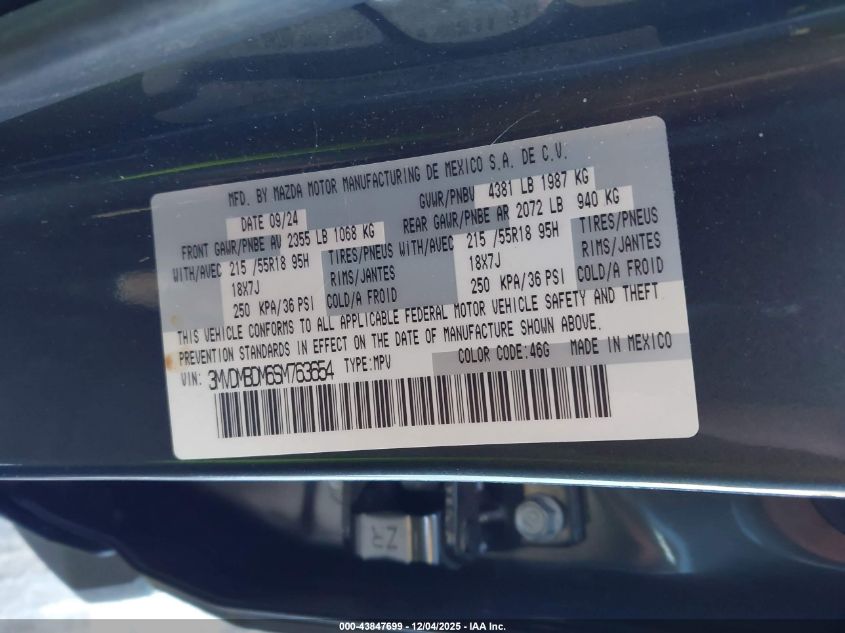 MFD. BY MAZDA MOTOR MANUFACTURING DE MEXICO S.A. DE C.V.
DATE 09/24 GVWR/PNBV 4381 LB 1987 KG
FRONT GAWR/PNBE AV 2355 LB 1068 KG REAR GAWR/PNBE AR 2072 LB 940 KG
WITH/AVEC 215 /55R18 95H TIRES/PNEUS WITH/AVEC 215 /55R18 95H TIRES/PNEUS
18X7J RIMS/JANTES 18X7J RIMS/JANTES
250 KPA/36 PSI COLD/A FROID 250 KPA/36 PSI COLD/A FROID
THIS VEHICLE CONFORMS TO ALL APPLICABLE FEDERAL MOTOR VEHICLE SAFETY AND THEFT
PREVENTION STANDARDS IN EFFECT ON THE DATE OF MANUFACTURE SHOWN ABOVE.
VIN: 3MVDMBDM6SM763654 TYPE:MPV COLOR CODE:46G MADE IN MEXICO
ZR
000-43847699 - 12/04/2025 - IAA Inc.